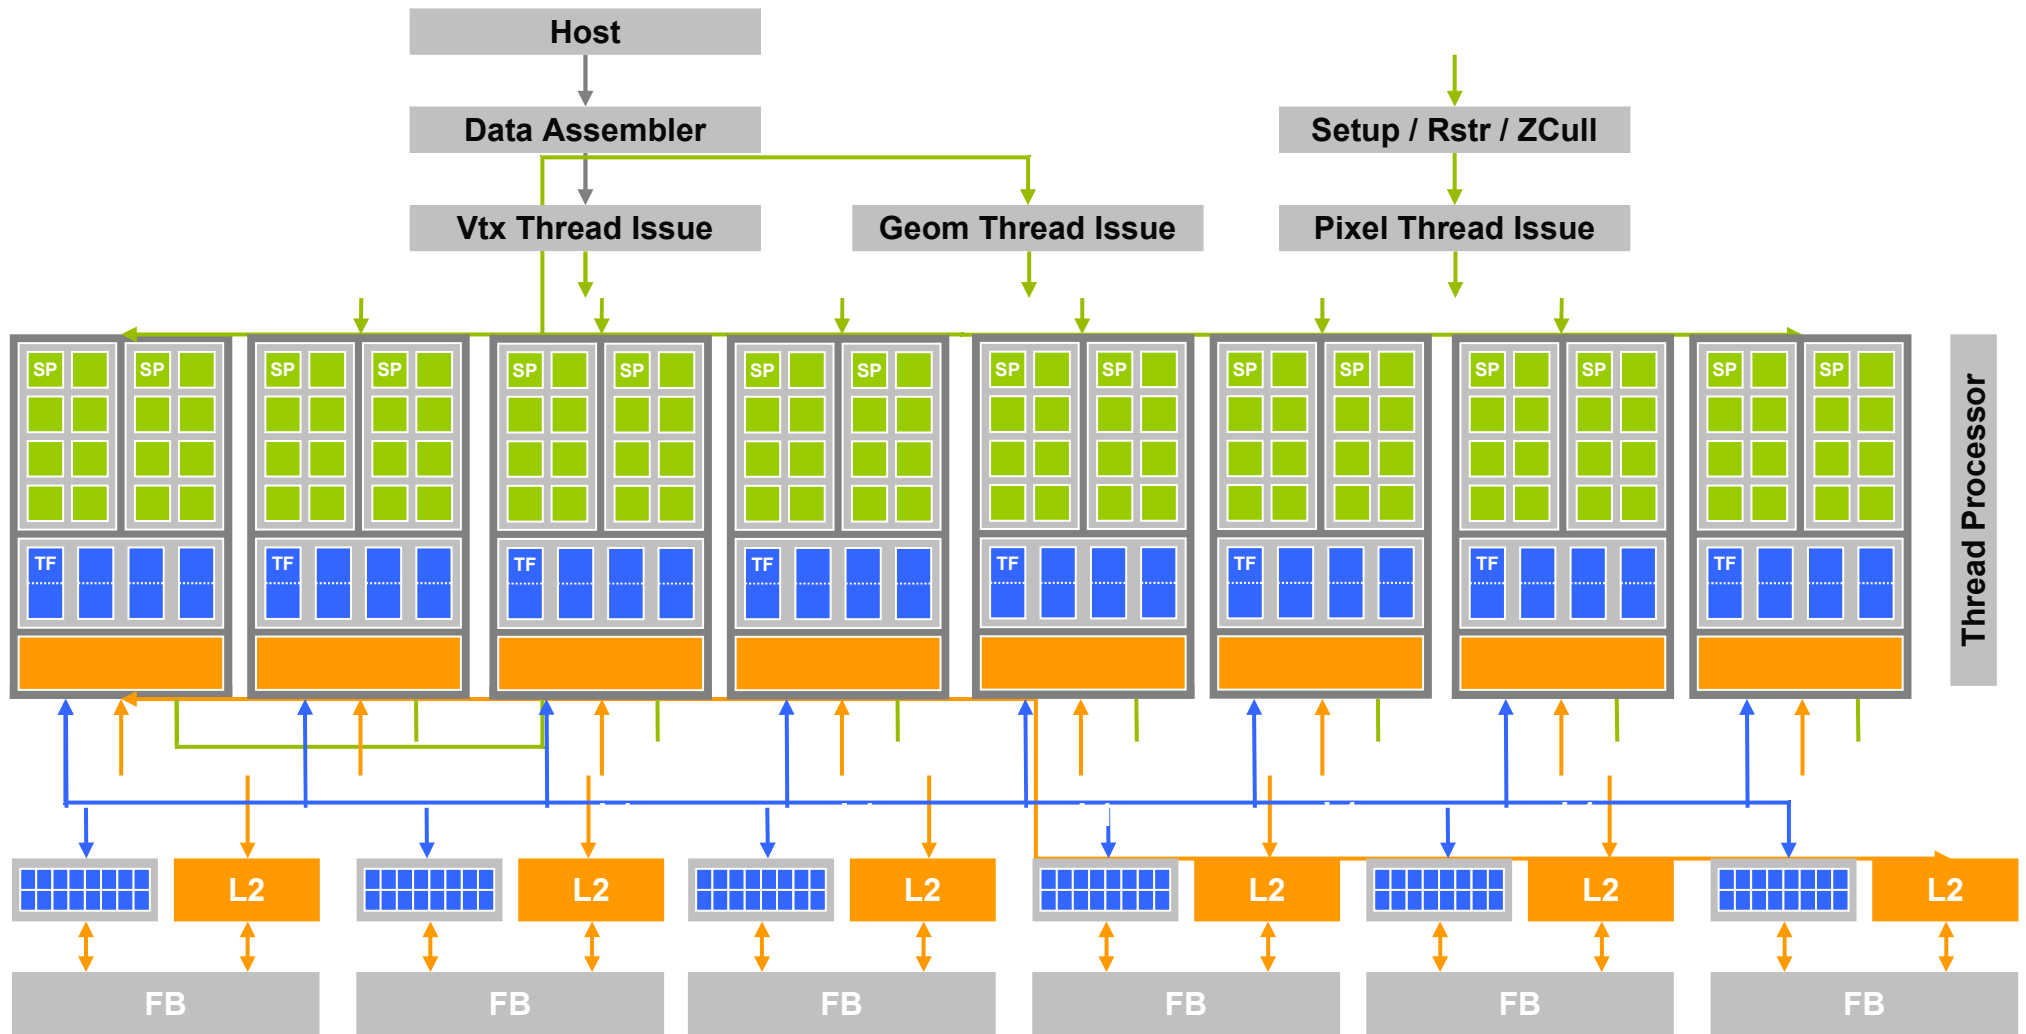 Host
Data Assembler
Setup / Rstr / ZCull
Vtx Thread Issue
Geom Thread Issue
Pixel Thread Issue
SP SP SP SP SP SP SP SP SP SP SP SP SP SP SP SP
TF TF TF TF TF TF TF TF
Thread Processor
L2 L2 L2 L2 L2 L2
FB FB FB FB FB FB